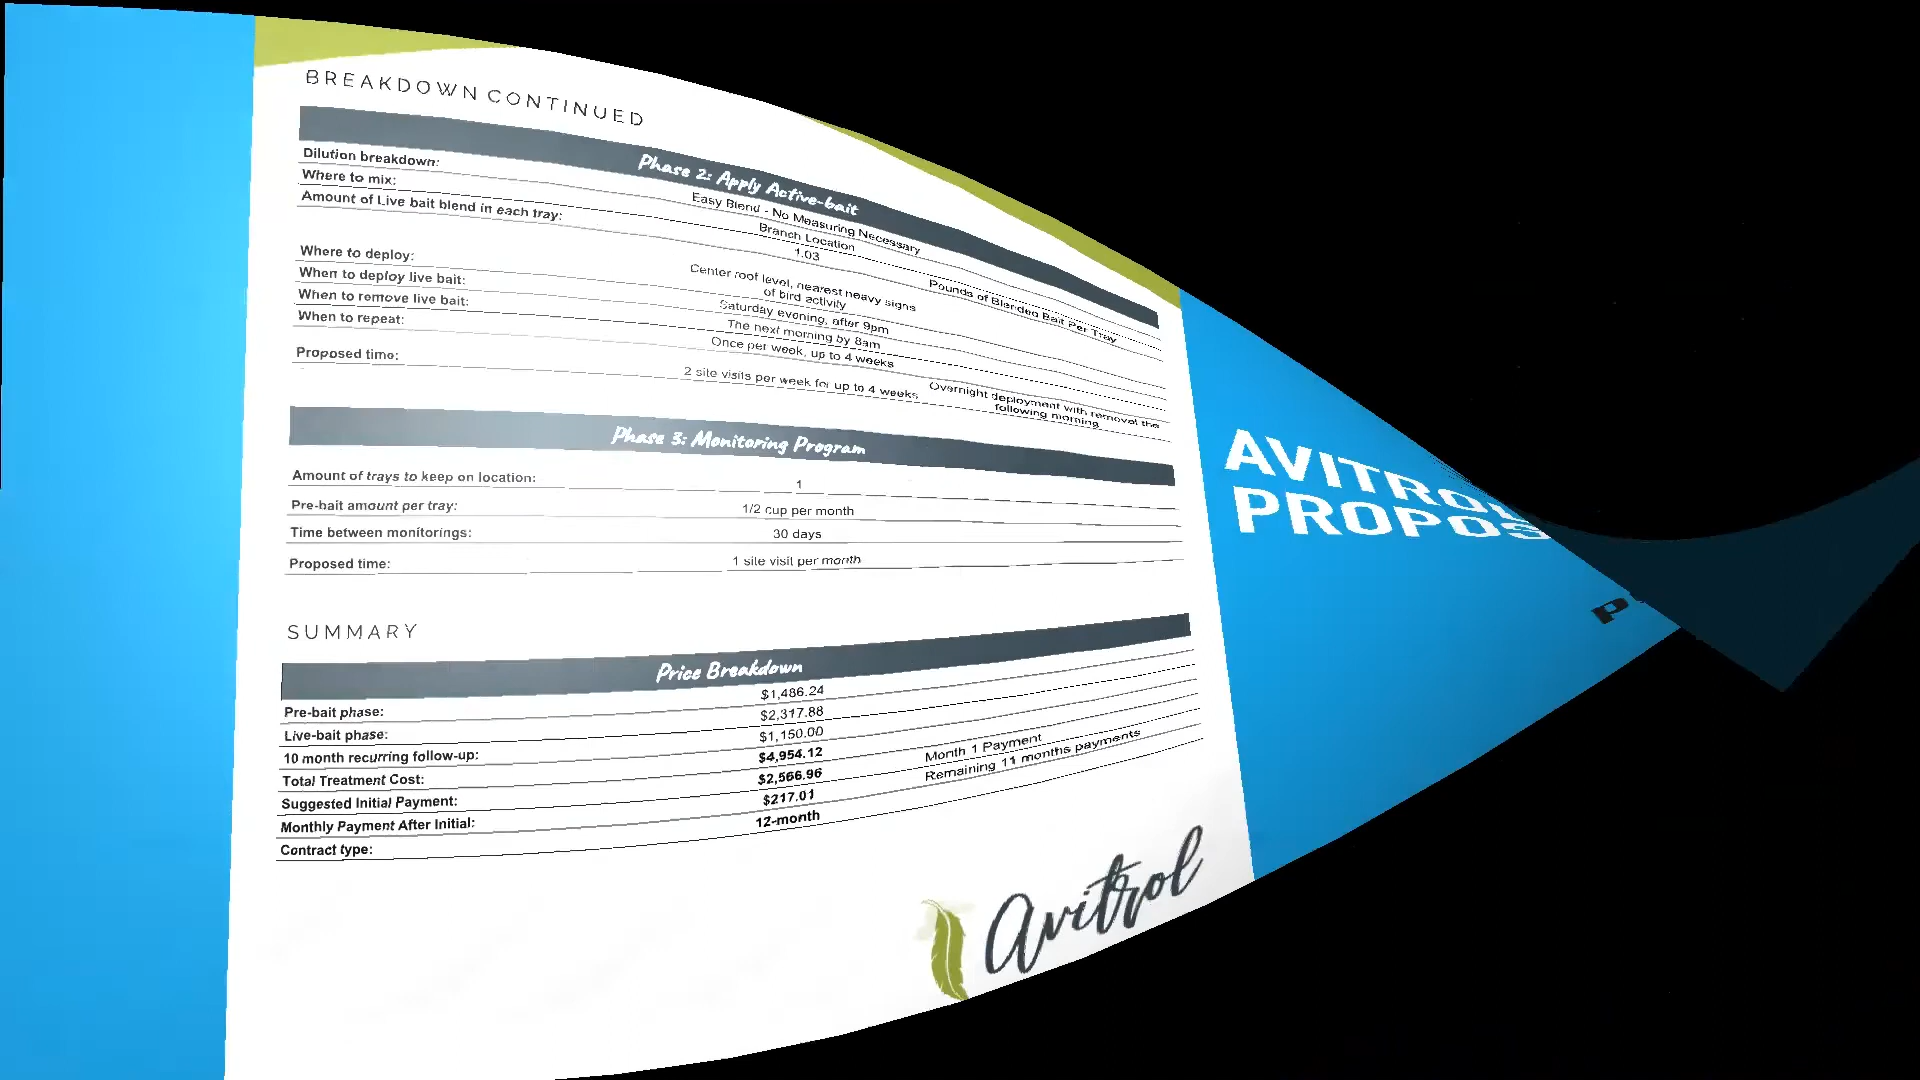 BREAKDOWN CONTINUED
Phase 2: Apply Active-bait
Dilution breakdown: Easy Blend - No Measuring Necessary
Where to mix: Branch Location
Amount of Live bait blend in each tray: 1.03 Pounds of Blended Bait Per Tray
Where to deploy: Center roof level, nearest heavy signs
of bird activity
When to deploy live bait: Saturday evening, after 9pm
When to remove live bait: The next morning by 8am
When to repeat: Once per week, up to 4 weeks
Proposed time: 2 site visits per week for up to 4 weeks Overnight deployment with removal the
following morning
Phase 3: Monitoring Program
Amount of trays to keep on location: 1
Pre-bait amount per tray: 1/2 cup per month
Time between monitorings: 30 days
Proposed time: 1 site visit per month
SUMMARY
Price Breakdown
Pre-bait phase: $1,486.24
Live-bait phase: $2,317.88
10 month recurring follow-up: $1,150.00
Total Treatment Cost: $4,954.12
Suggested Initial Payment: $2,566.96 Month 1 Payment
Monthly Payment After Initial: $217.01 Remaining 11 months payments
Contract type: 12-month
Avitrol
AVITROL
PROPOS